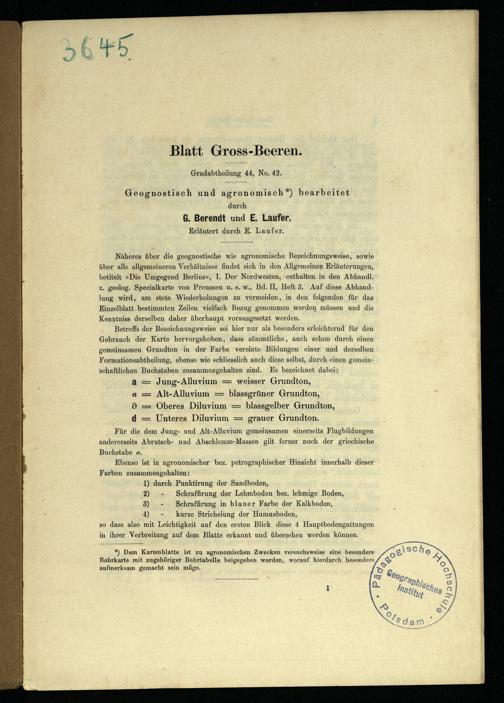 3645.
Blatt Gross-Beeren.
Gradabtheilung 44, No. 42.
Geognostisch und agronomisch*) bearbeitet
durch
G. Berendt und E. Laufer.
Erläutert durch E. Laufer.
Näheres über die geognostische wie agronomische Bezeichnungsweise, sowie
über alle allgemeineren Verhältnisse findet sich in den Allgemeinen Erläuterungen,
betitelt »Die Umgegend Berlins«, I. Der Nordwesten, enthalten in den Abhandl.
z. geolog. Specialkarte von Preussen u. s. w., Bd. II, Heft 3. Auf diese Abhand-
lung wird, um stete Wiederholungen zu vermeiden, in den folgenden für das
Einzelblatt bestimmten Zeilen vielfach Bezug genommen werden müssen und die
Kenntniss derselben daher überhaupt vorausgesetzt werden.
Betreffs der Bezeichnungsweise sei hier nur als besonders erleichternd für den
Gebrauch der Karte hervorgehoben, dass sämmtliche, auch schon durch einen
gemeinsamen Grundton in der Farbe vereinte Bildungen einer und derselben
Formationsabtheilung, ebenso wie schliesslich auch diese selbst, durch einen gemein-
schaftlichen Buchstaben zusammengehalten sind. Es bezeichnet dabei:
a = Jung-Alluvium = weisser Grundton,
a = Alt-Alluvium = blassgrüner Grundton,
∂ = Oberes Diluvium = blassgelber Grundton,
d = Unteres Diluvium = grauer Grundton.
Für die dem Jung- und Alt-Alluvium gemeinsamen einerseits Flugbildungen
andererseits Abrutsch- und Abschlemm-Massen gilt ferner noch der griechische
Buchstabe α.
Ebenso ist in agronomischer bez. petrographischer Hinsicht innerhalb dieser
Farben zusammengehalten:
1) durch Punktirung der Sandboden,
2) - Schraffirung der Lehmboden bez. lehmige Boden,
3) - Schraffirung in blauer Farbe der Kalkboden,
4) - kurze Strichelung der Humusboden,
so dass also mit Leichtigkeit auf den ersten Blick diese 4 Hauptbodengattungen
in ihrer Verbreitung auf dem Blatte erkannt und übersehen werden können.
*) Dem Kartenblatte ist zu agronomischen Zwecken versuchsweise eine besondere
Bohrkarte mit zugehöriger Bohrtabelle beigegeben worden, worauf hierdurch besonders
aufmerksam gemacht sein möge.
1
Pädagogische Hochschule
Geographisches
Institut
Potsdam